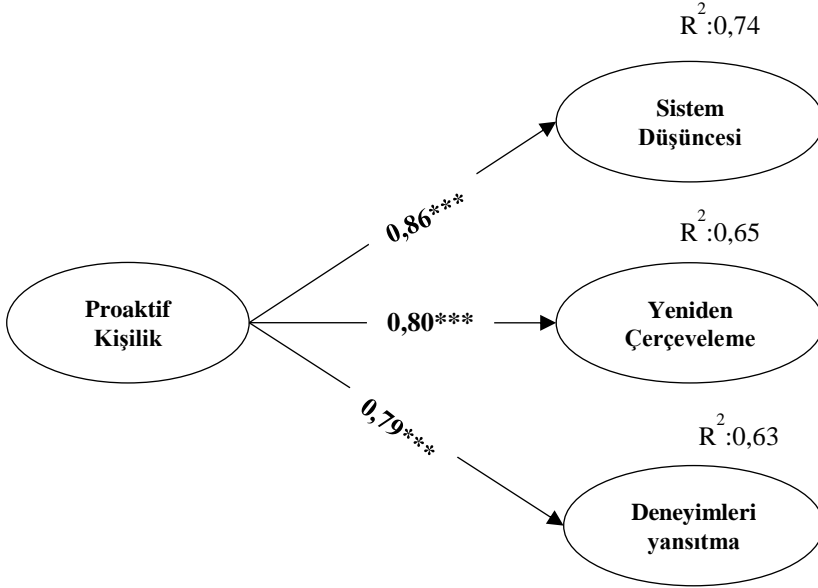 R²:0,74
Sistem
Düşüncesi
0,86***
R²:0,65
Proaktif
Kişilik
0,80***
Yeniden
Çerçeveleme
0,79***
R²:0,63
Deneyimleri
yansıtma